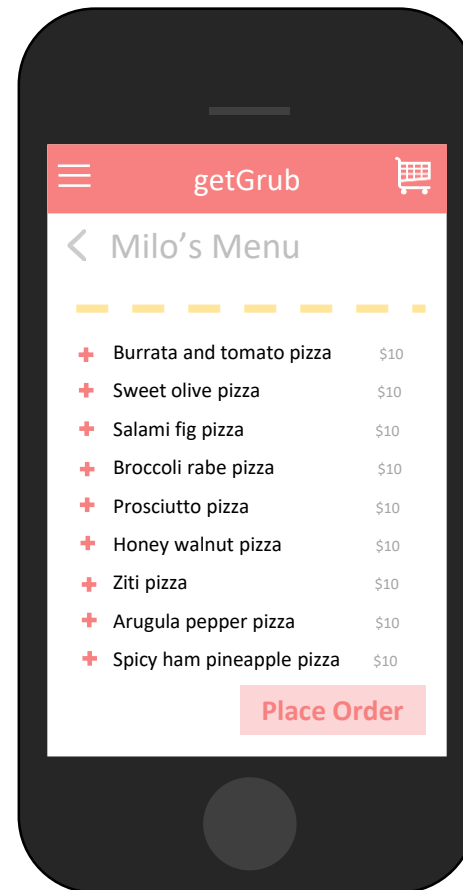 getGrub
Milo's Menu
Burrata and tomato pizza $10
Sweet olive pizza $10
Salami fig pizza $10
Broccoli rabe pizza $10
Prosciutto pizza $10
Honey walnut pizza $10
Ziti pizza $10
Arugula pepper pizza $10
Spicy ham pineapple pizza $10
Place Order